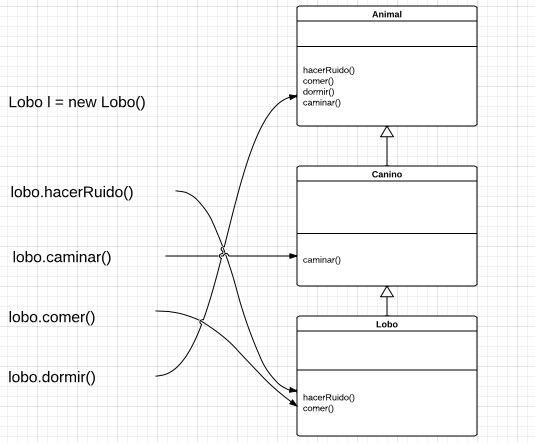 Lobo l = new Lobo()
lobo.hacerRuido()
lobo.caminar()
lobo.comer()
lobo.dormir()
Animal
hacerRuido()
comer()
dormir()
caminar()
Canino
caminar()
Lobo
hacerRuido()
comer()